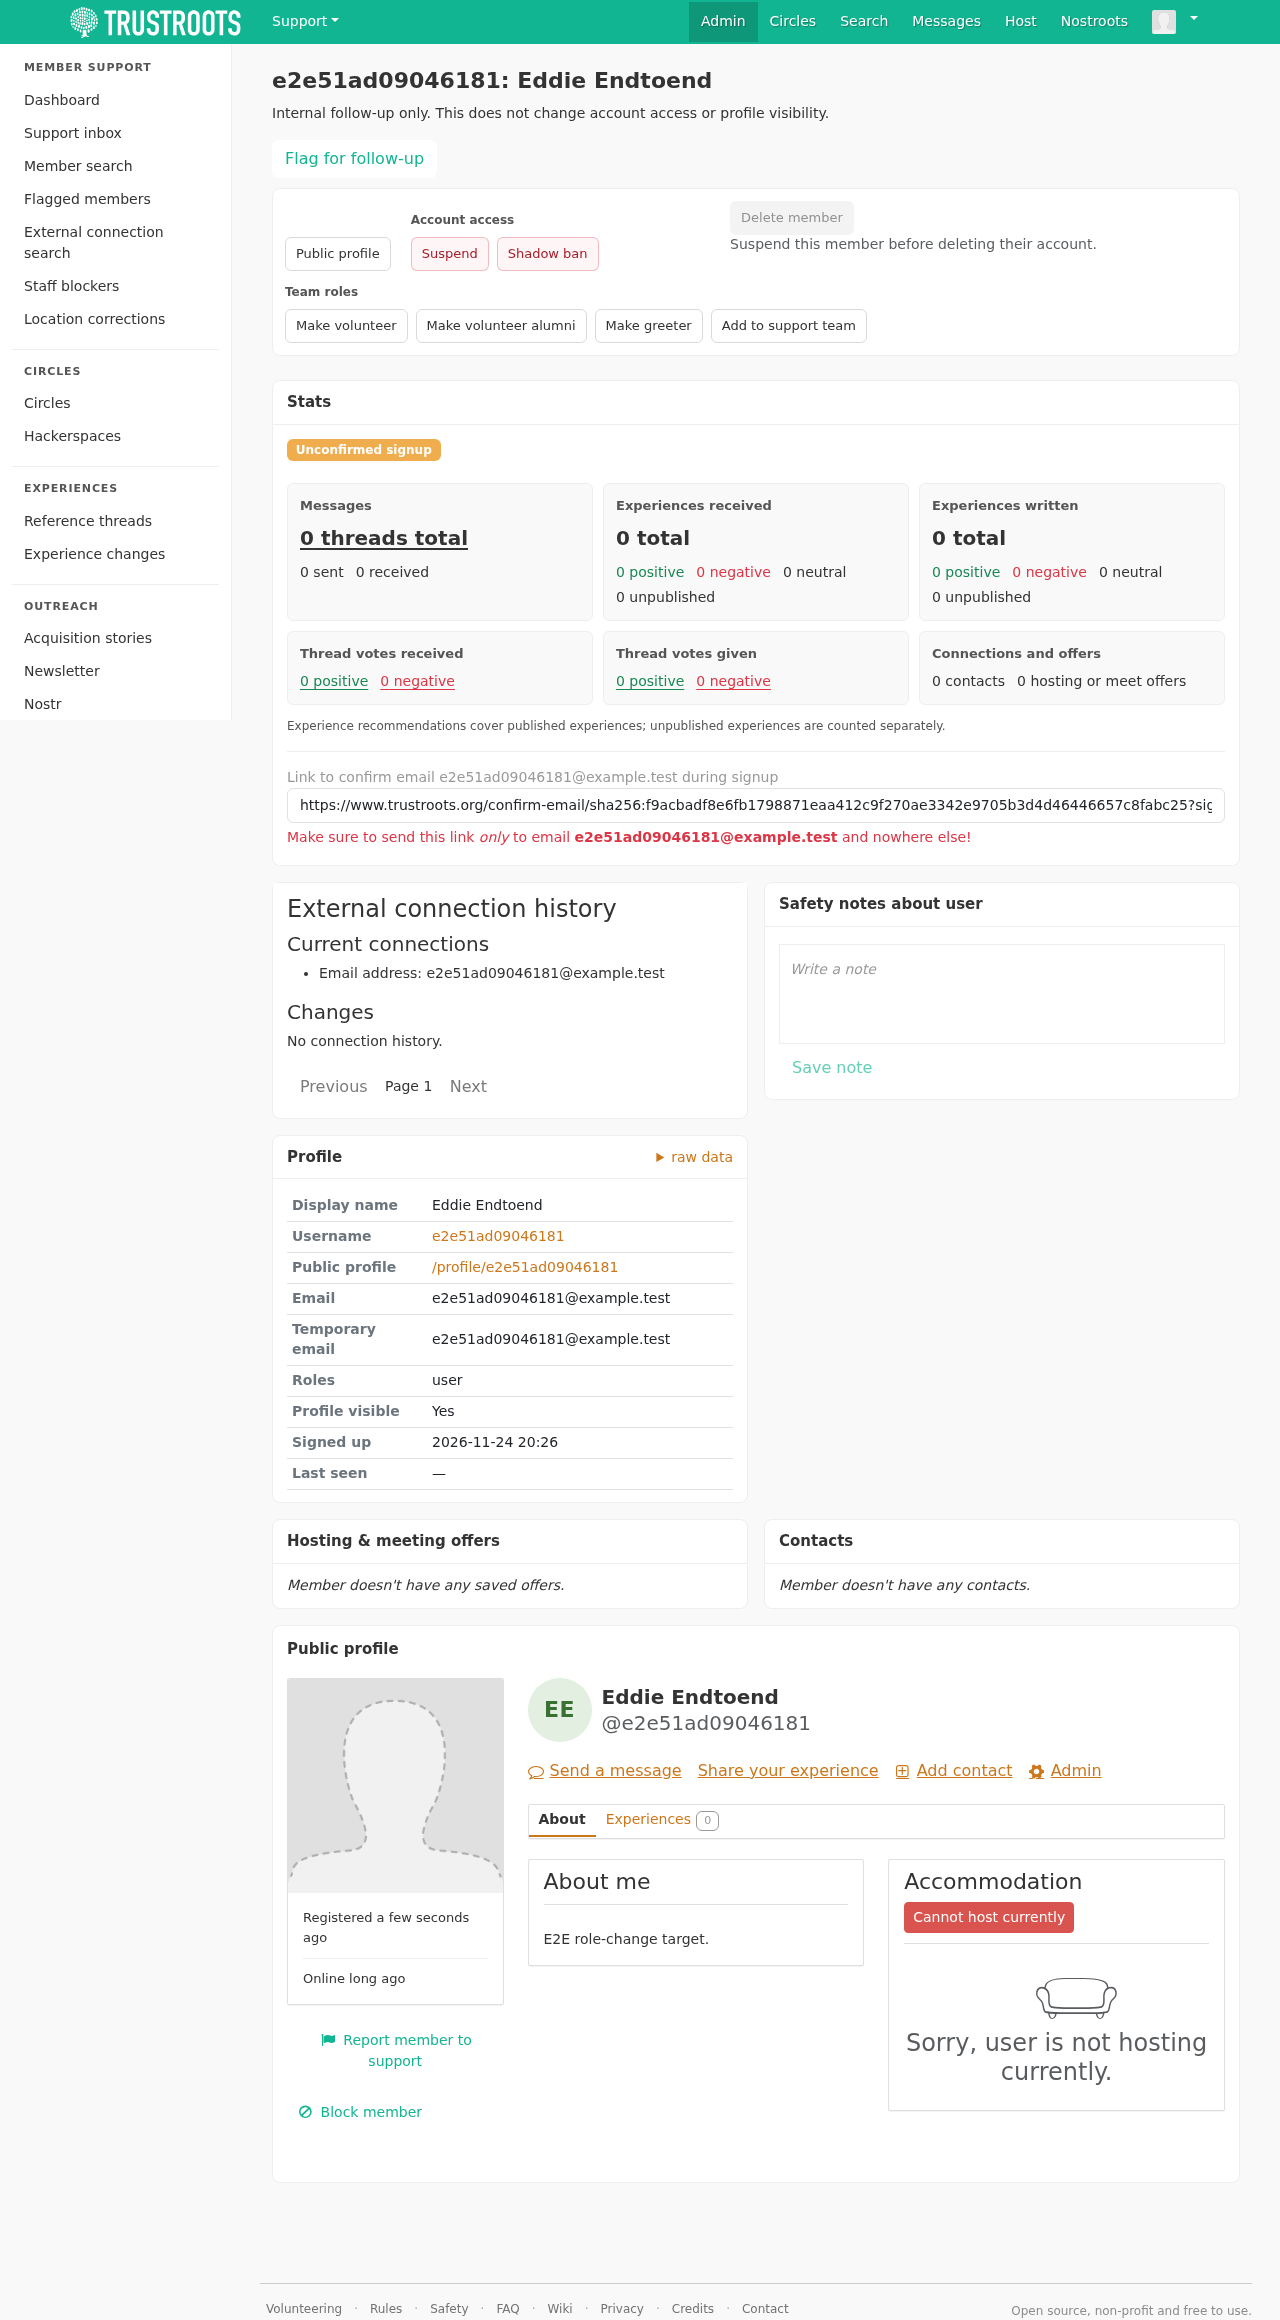 TRUSTROOTS
Support
Admin
Circles
Search
Messages
Host
Nostroots
MEMBER SUPPORT
Dashboard
Support inbox
Member search
Flagged members
External connection
search
Staff blockers
Location corrections
CIRCLES
Circles
Hackerspaces
EXPERIENCES
Reference threads
Experience changes
OUTREACH
Acquisition stories
Newsletter
Nostr
e2e51ad09046181: Eddie Endtoend
Internal follow-up only. This does not change account access or profile visibility.
Flag for follow-up
Public profile
Account access
Suspend
Shadow ban
Delete member
Suspend this member before deleting their account.
Team roles
Make volunteer
Make volunteer alumni
Make greeter
Add to support team
Stats
Unconfirmed signup
Messages
0 threads total
0 sent 0 received
Experiences received
0 total
0 positive 0 negative 0 neutral
0 unpublished
Experiences written
0 total
0 positive 0 negative 0 neutral
0 unpublished
Thread votes received
0 positive 0 negative
Thread votes given
0 positive 0 negative
Connections and offers
0 contacts 0 hosting or meet offers
Experience recommendations cover published experiences; unpublished experiences are counted separately.
Link to confirm email e2e51ad09046181@example.test during signup
https://www.trustroots.org/confirm-email/sha256:f9acbadf8e6fb1798871eaa412c9f270ae3342e9705b3d4d46446657c8fabc25?sig
Make sure to send this link only to email e2e51ad09046181@example.test and nowhere else!
External connection history
Current connections
• Email address: e2e51ad09046181@example.test
Changes
No connection history.
Previous Page 1 Next
Safety notes about user
Write a note
Save note
Profile
▶ raw data
Display name Eddie Endtoend
Username e2e51ad09046181
Public profile /profile/e2e51ad09046181
Email e2e51ad09046181@example.test
Temporary
email e2e51ad09046181@example.test
Roles user
Profile visible Yes
Signed up 2026-11-24 20:26
Last seen —
Hosting & meeting offers
Member doesn't have any saved offers.
Contacts
Member doesn't have any contacts.
Public profile
Registered a few seconds
ago
Online long ago
Report member to
support
Block member
EE
Eddie Endtoend
@e2e51ad09046181
Send a message
Share your experience
Add contact
Admin
About
Experiences 0
About me
E2E role-change target.
Accommodation
Cannot host currently
Sorry, user is not hosting
currently.
Volunteering · Rules · Safety · FAQ · Wiki · Privacy · Credits · Contact
Open source, non-profit and free to use.